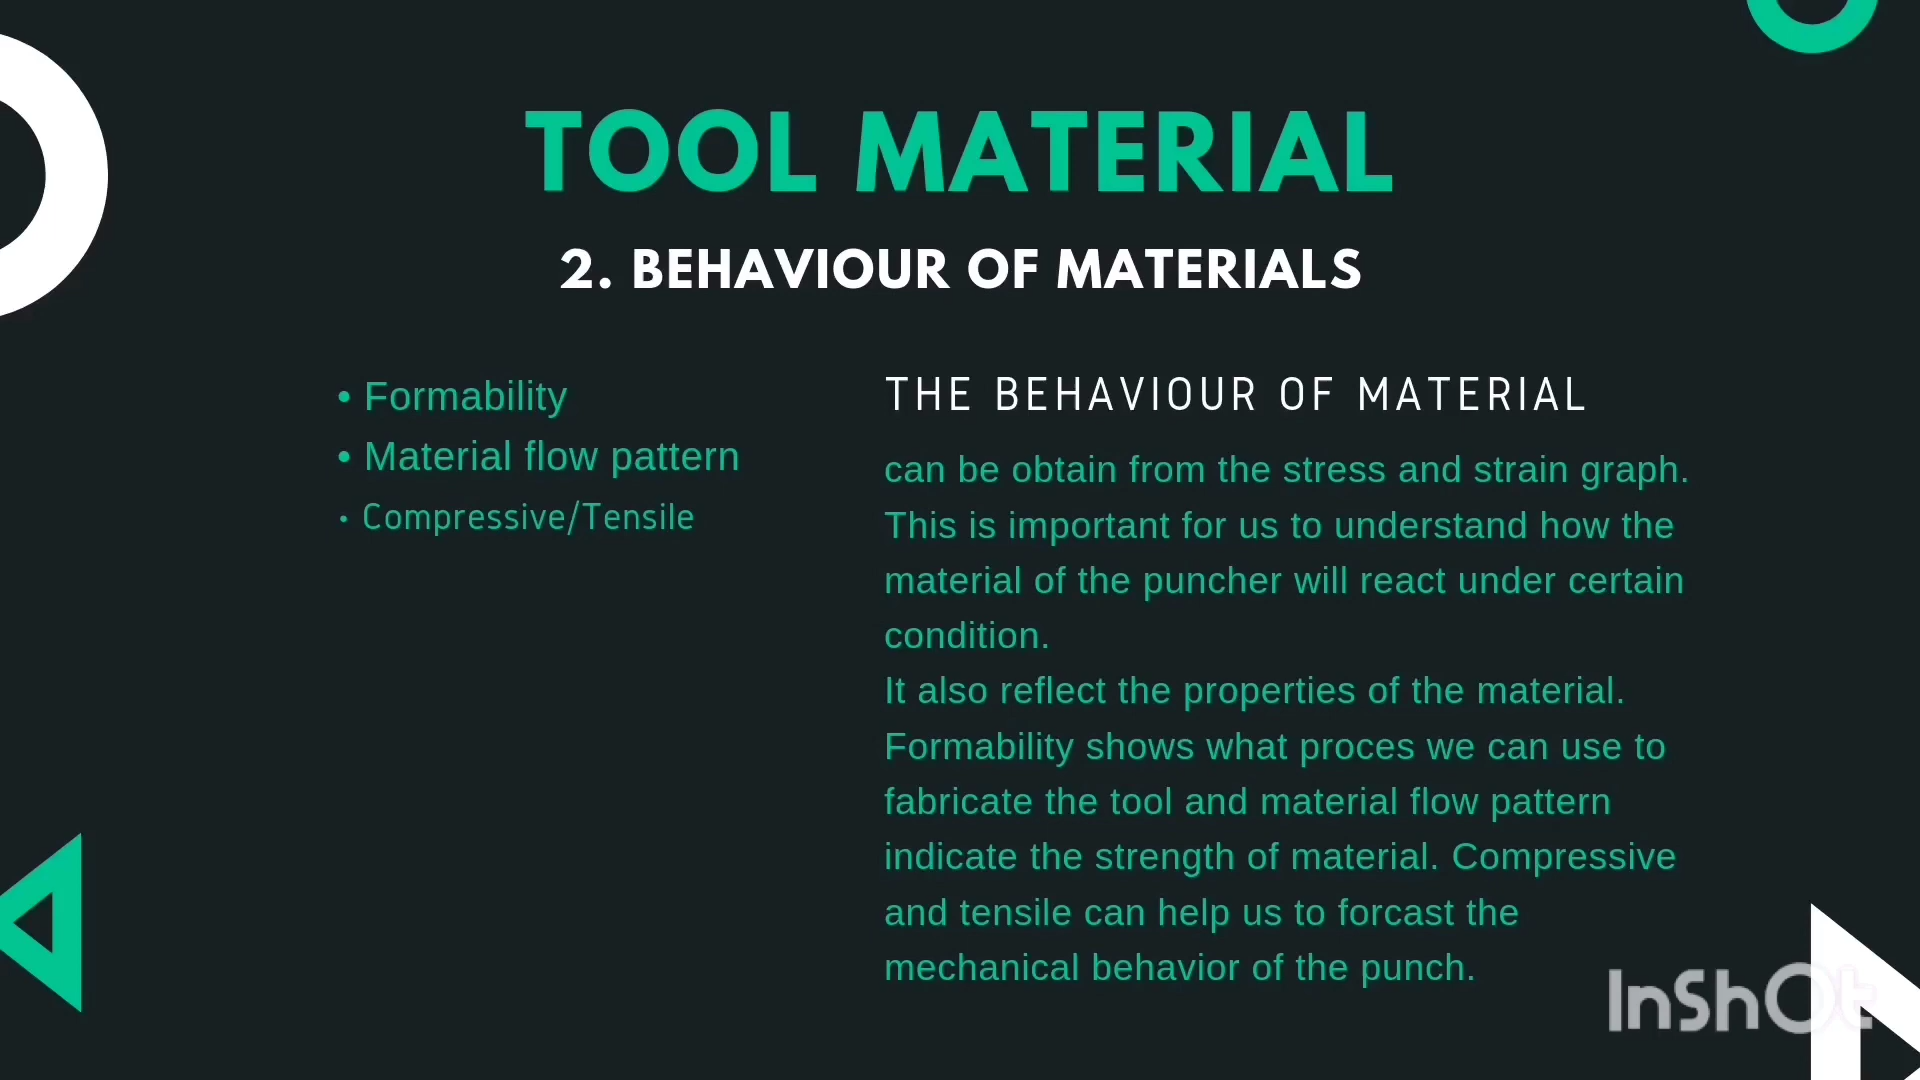 TOOL MATERIAL
2. BEHAVIOUR OF MATERIALS
• Formability
• Material flow pattern
• Compressive/Tensile
THE BEHAVIOUR OF MATERIAL
can be obtain from the stress and strain graph.
This is important for us to understand how the
material of the puncher will react under certain
condition.
It also reflect the properties of the material.
Formability shows what proces we can use to
fabricate the tool and material flow pattern
indicate the strength of material. Compressive
and tensile can help us to forcast the
mechanical behavior of the punch.
InShOt